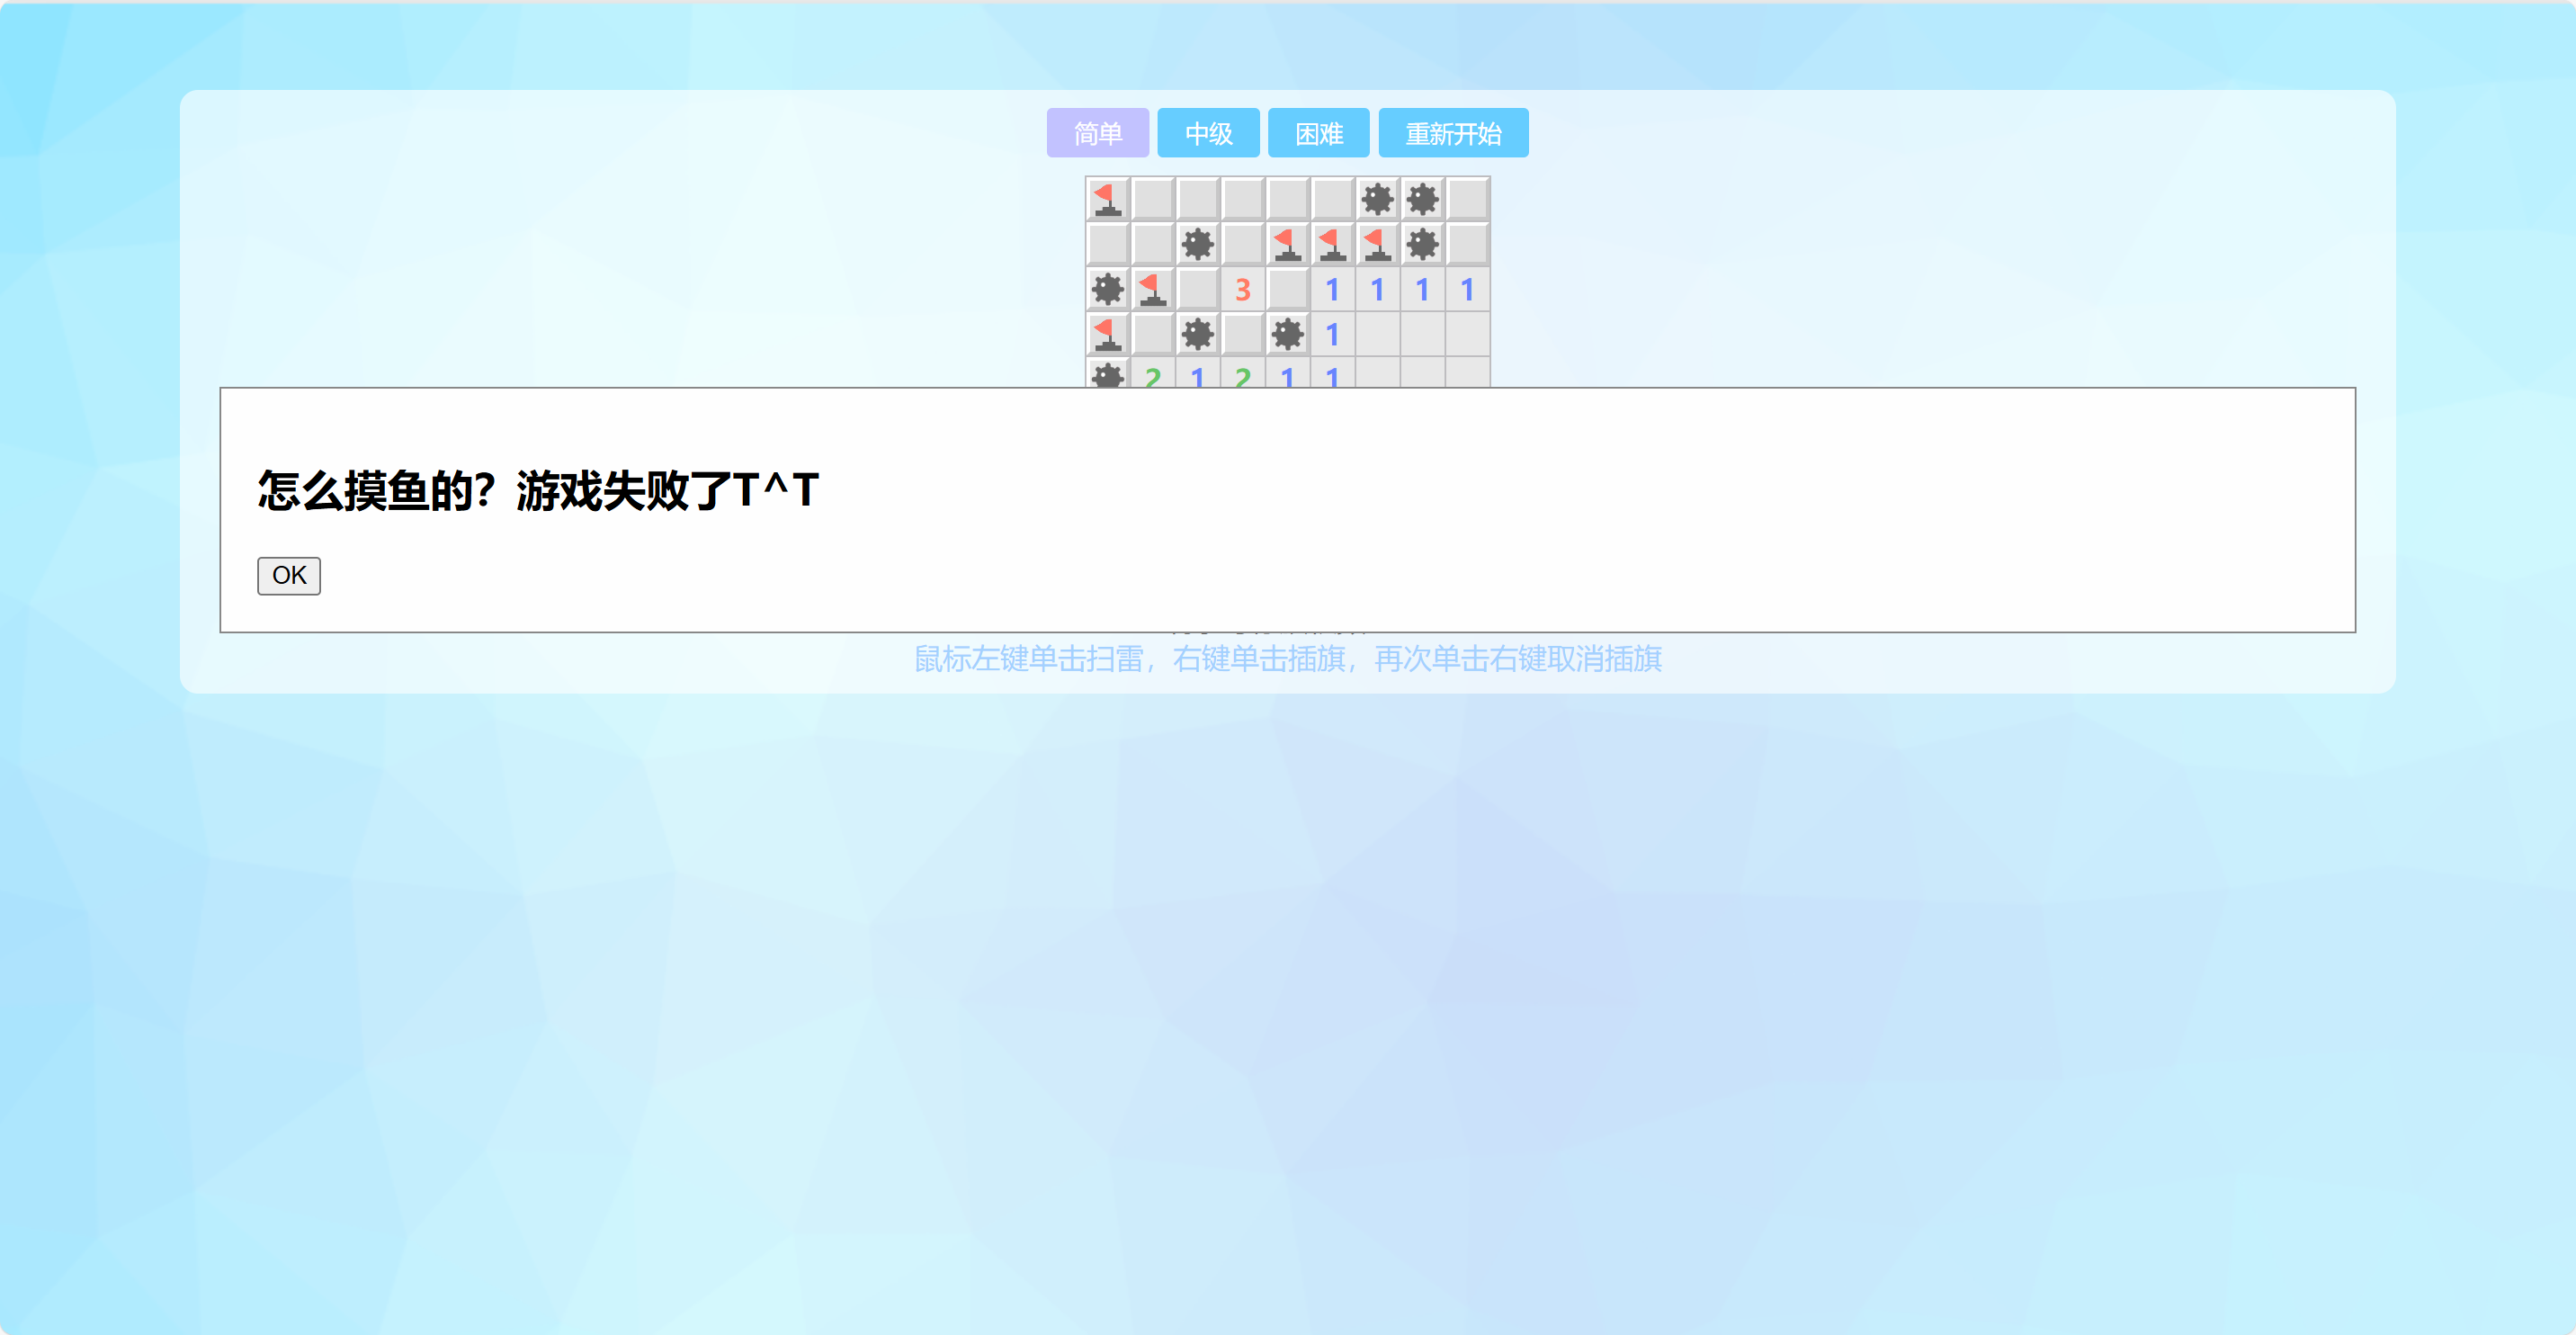 简单 中级 困难 重新开始
3 1 1 1 1
1
2 1 2 1 1
怎么摸鱼的？游戏失败了T^T
OK
鼠标左键单击扫雷，右键单击插旗，再次单击右键取消插旗